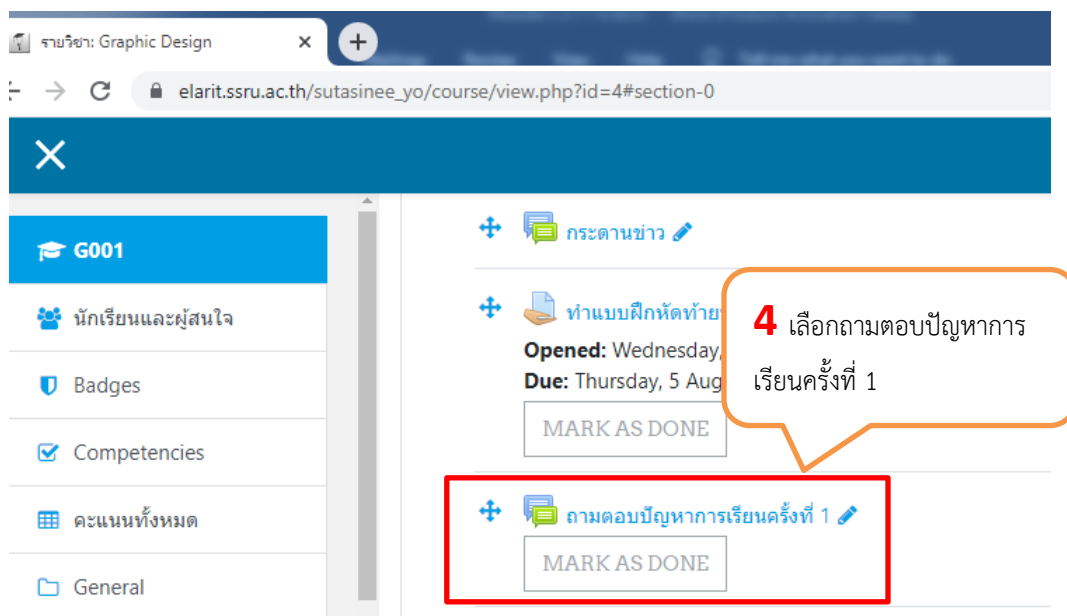 รายวิชา: Graphic Design
elarit.ssru.ac.th/sutasinee_yo/course/view.php?id=4#section-0
G001
นักเรียนและผู้สนใจ
Badges
Competencies
คะแนนทั้งหมด
General
กระดานข่าว
ทำแบบฝึกหัดท้าย
Opened: Wednesday,
Due: Thursday, 5 Aug
MARK AS DONE
4 เลือกถามตอบปัญหาการ
เรียนครั้งที่ 1
ถามตอบปัญหาการเรียนครั้งที่ 1
MARK AS DONE